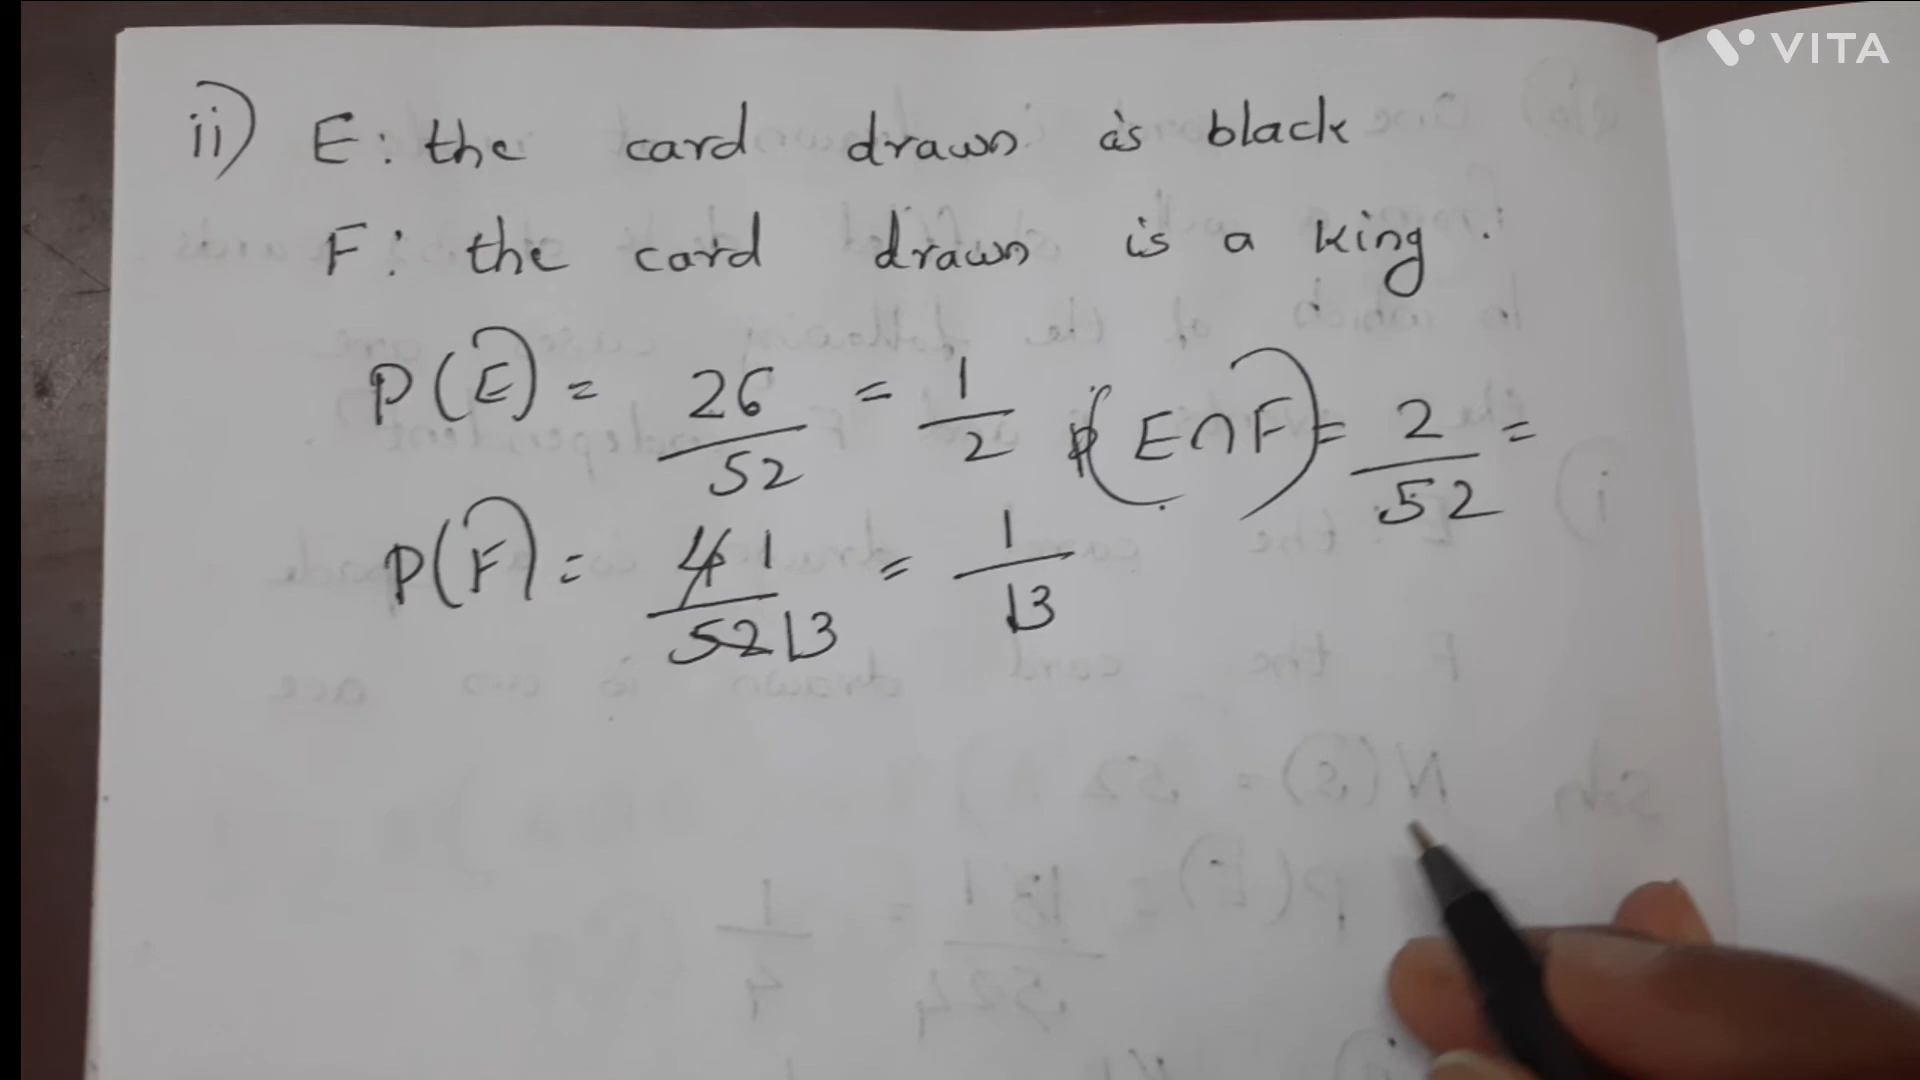 VITA
ii) E: the card drawn is black
F: the card drawn is a king.
P(E) = 26/52 = 1/2 P(E∩F) = 2/52 =
P(F) = 4 1/52 13 = 1/13